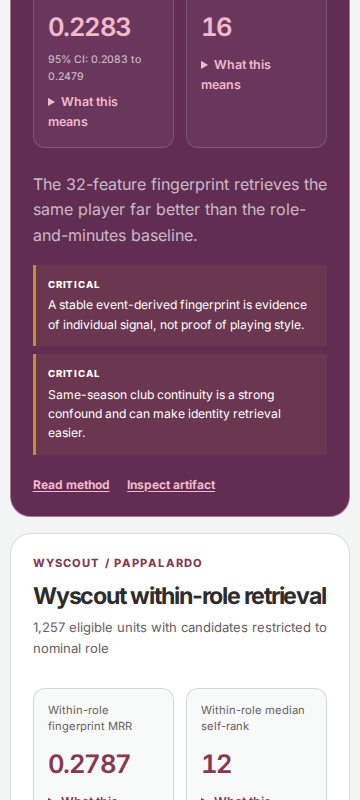 0.2283
16
95% CI: 0.2083 to
0.2479
▶ What this
means
▶ What this
means
The 32-feature fingerprint retrieves the
same player far better than the role-
and-minutes baseline.
CRITICAL
A stable event-derived fingerprint is evidence
of individual signal, not proof of playing style.
CRITICAL
Same-season club continuity is a strong
confound and can make identity retrieval
easier.
Read method
Inspect artifact
WYSCOUT / PAPPALARDO
Wyscout within-role retrieval
1,257 eligible units with candidates restricted to
nominal role
Within-role
fingerprint MRR
0.2787
▶ What this
Within-role median
self-rank
12
▶ What this